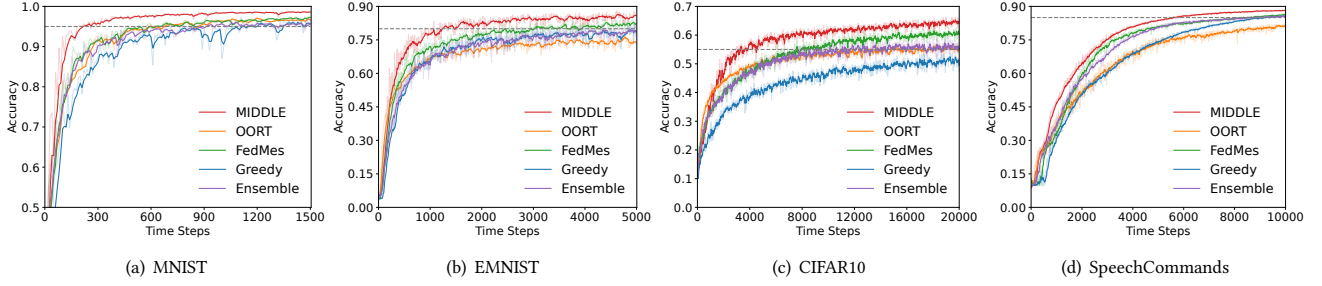 1.0
0.9
0.8
0.7
0.6
0.5
Accuracy
0 300 600 900 1200 1500
Time Steps
MIDDLE
OORT
FedMes
Greedy
Ensemble
(a) MNIST
0.90
0.75
0.60
0.45
0.30
0.15
0.00
Accuracy
0 1000 2000 3000 4000 5000
Time Steps
MIDDLE
OORT
FedMes
Greedy
Ensemble
(b) EMNIST
0.7
0.6
0.5
0.4
0.3
0.2
0.1
0.0
Accuracy
0 4000 8000 12000 16000 20000
Time Steps
MIDDLE
OORT
FedMes
Greedy
Ensemble
(c) CIFAR10
0.90
0.75
0.60
0.45
0.30
0.15
0.00
Accuracy
0 2000 4000 6000 8000 10000
Time Steps
MIDDLE
OORT
FedMes
Greedy
Ensemble
(d) SpeechCommands